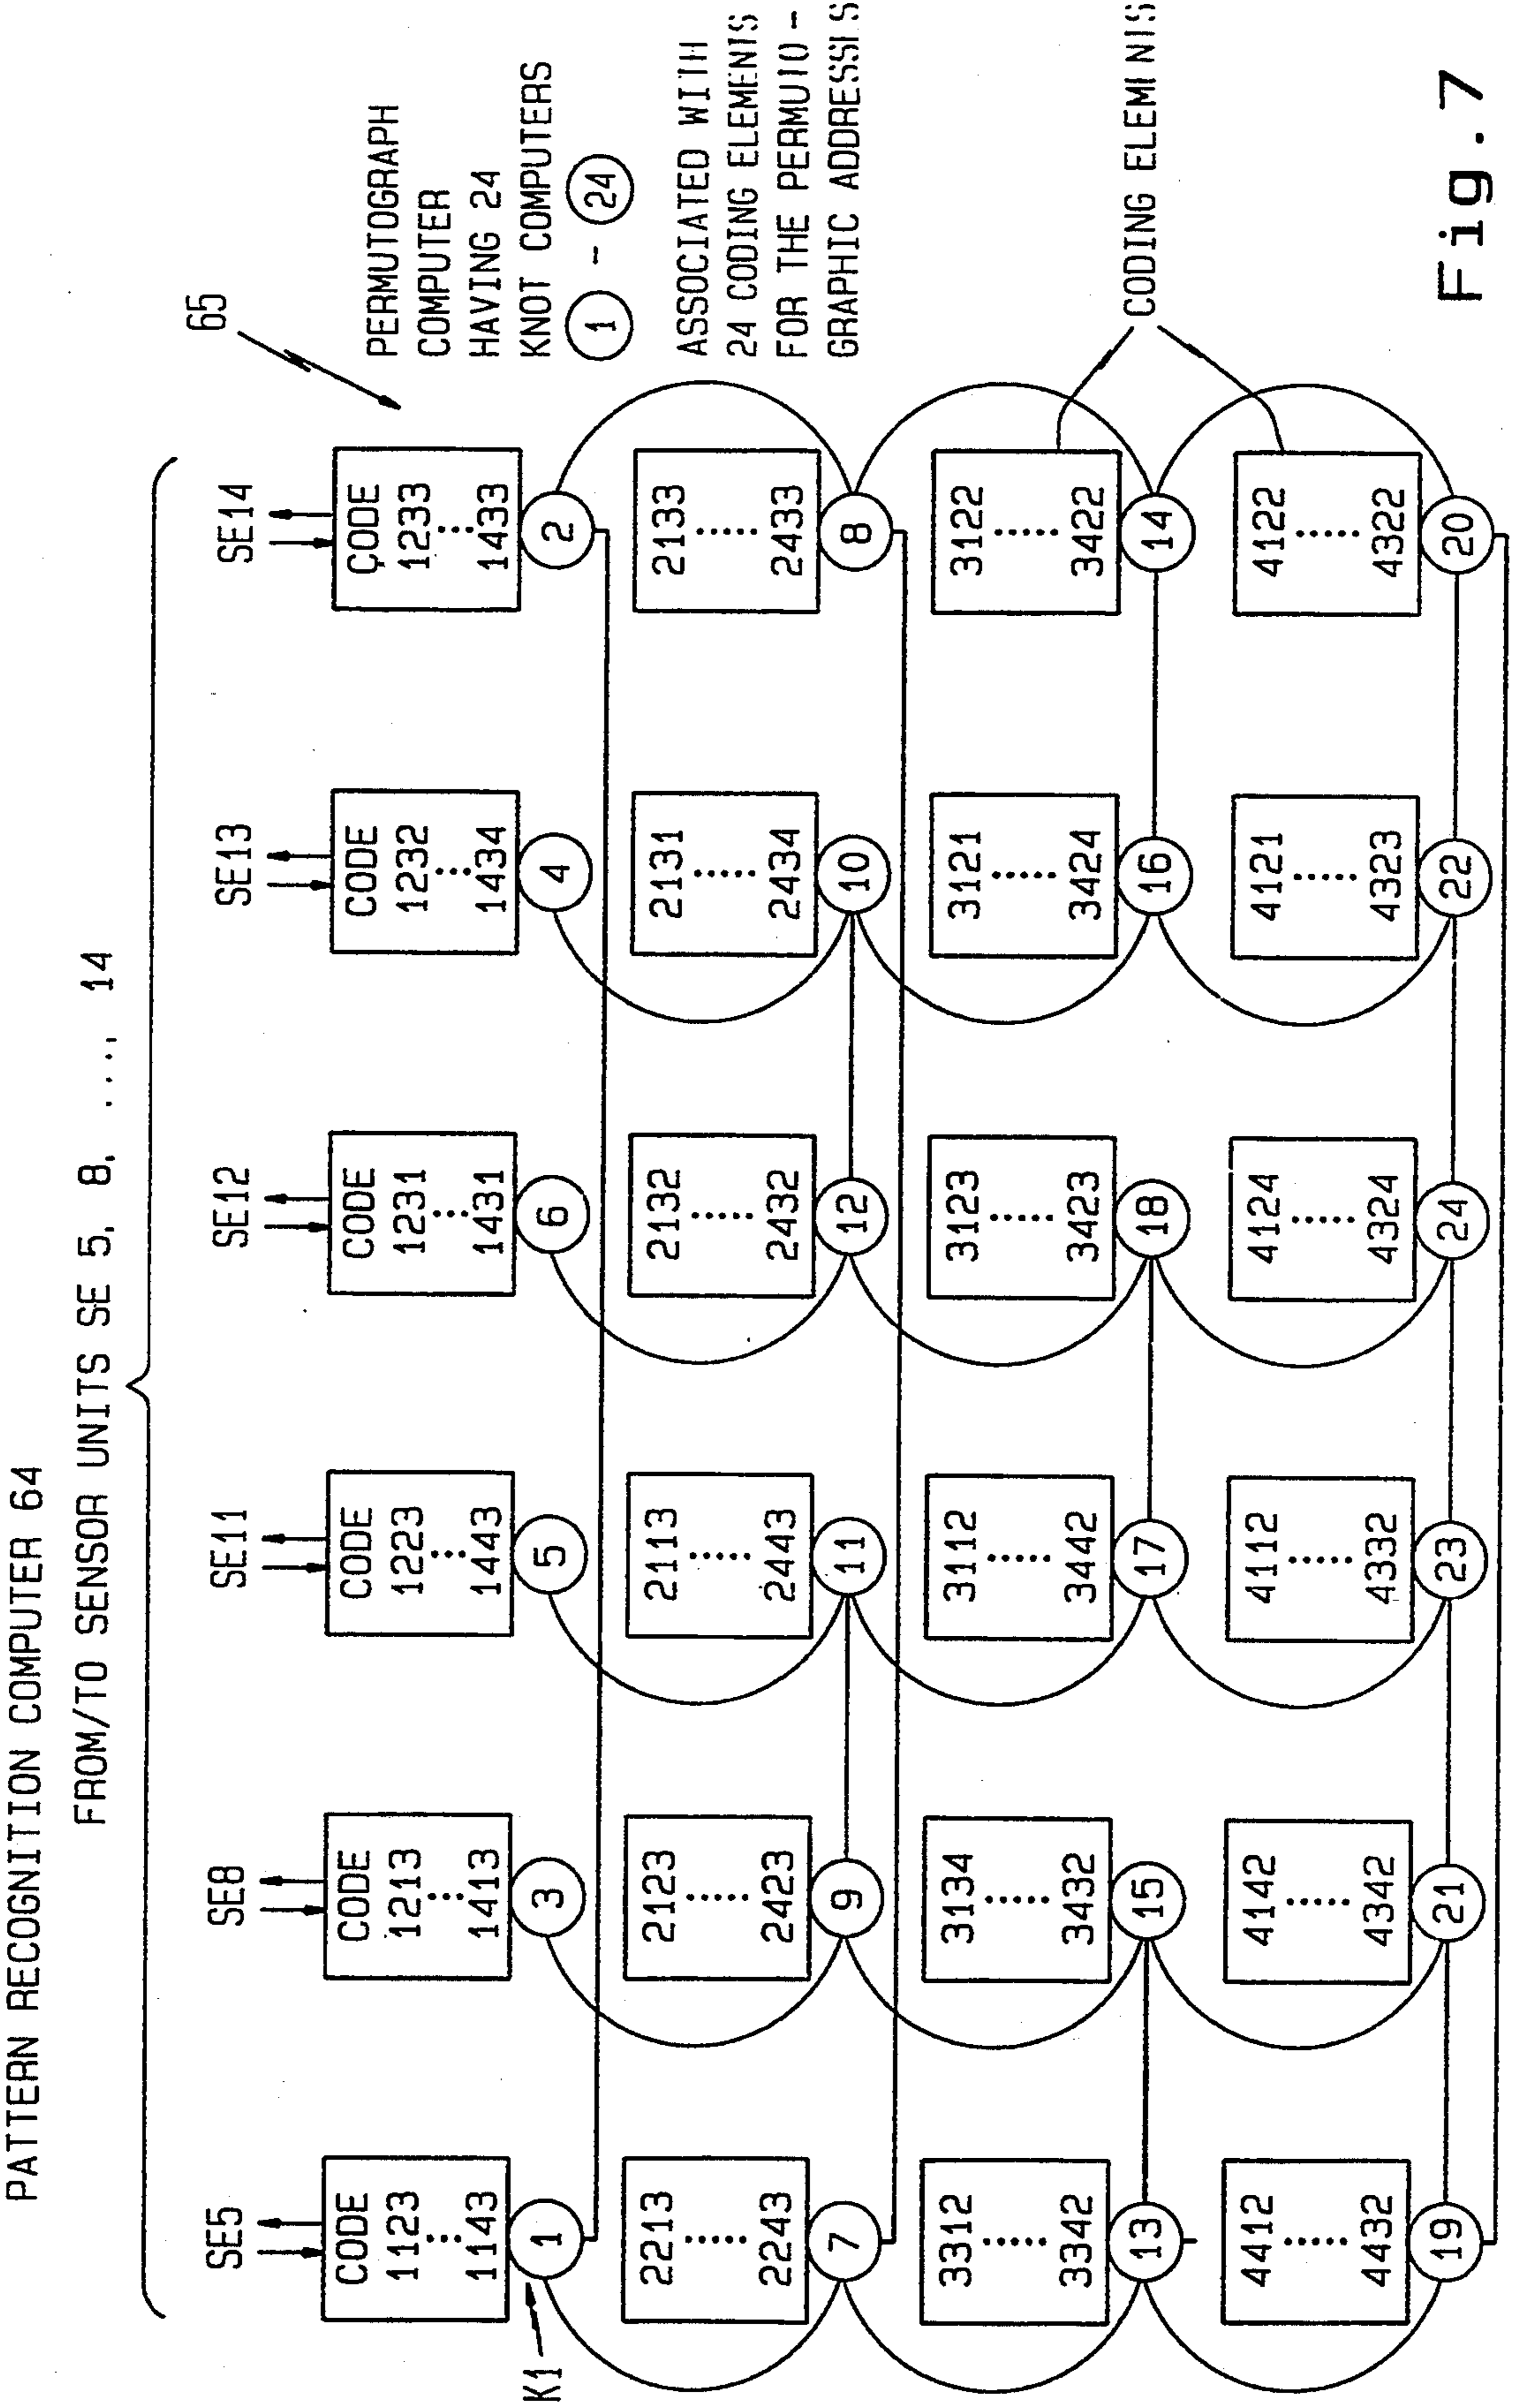 PATTERN RECOGNITION COMPUTER 64
FROM/TO SENSOR UNITS SE 5, 8, ...., 14
SE5
SE8
SE11
SE12
SE13
SE14
65
CODE
1123
1143
CODE
1213
1413
CODE
1223
1443
CODE
1231
1431
CODE
1232
1434
CODE
1233
1433
K1
1
3
5
6
4
2
2213
2243
2123
2423
2113
2443
2132
2432
2131
2434
2133
2433
7
9
11
12
10
8
3312
3342
3134
3432
3112
3442
3123
3423
3121
3424
3122
3422
13
15
17
18
16
14
4412
4432
4142
4342
4112
4332
4124
4324
4121
4323
4122
4322
19
21
23
24
22
20
PERMUTOGRAPH
COMPUTER
HAVING 24
KNOT COMPUTERS
1 - 24
ASSOCIATED WITH
24 CODING ELEMENTS
FOR THE PERMUTO-
GRAPHIC ADDRESSES
CODING ELEMENTS
Fig.7